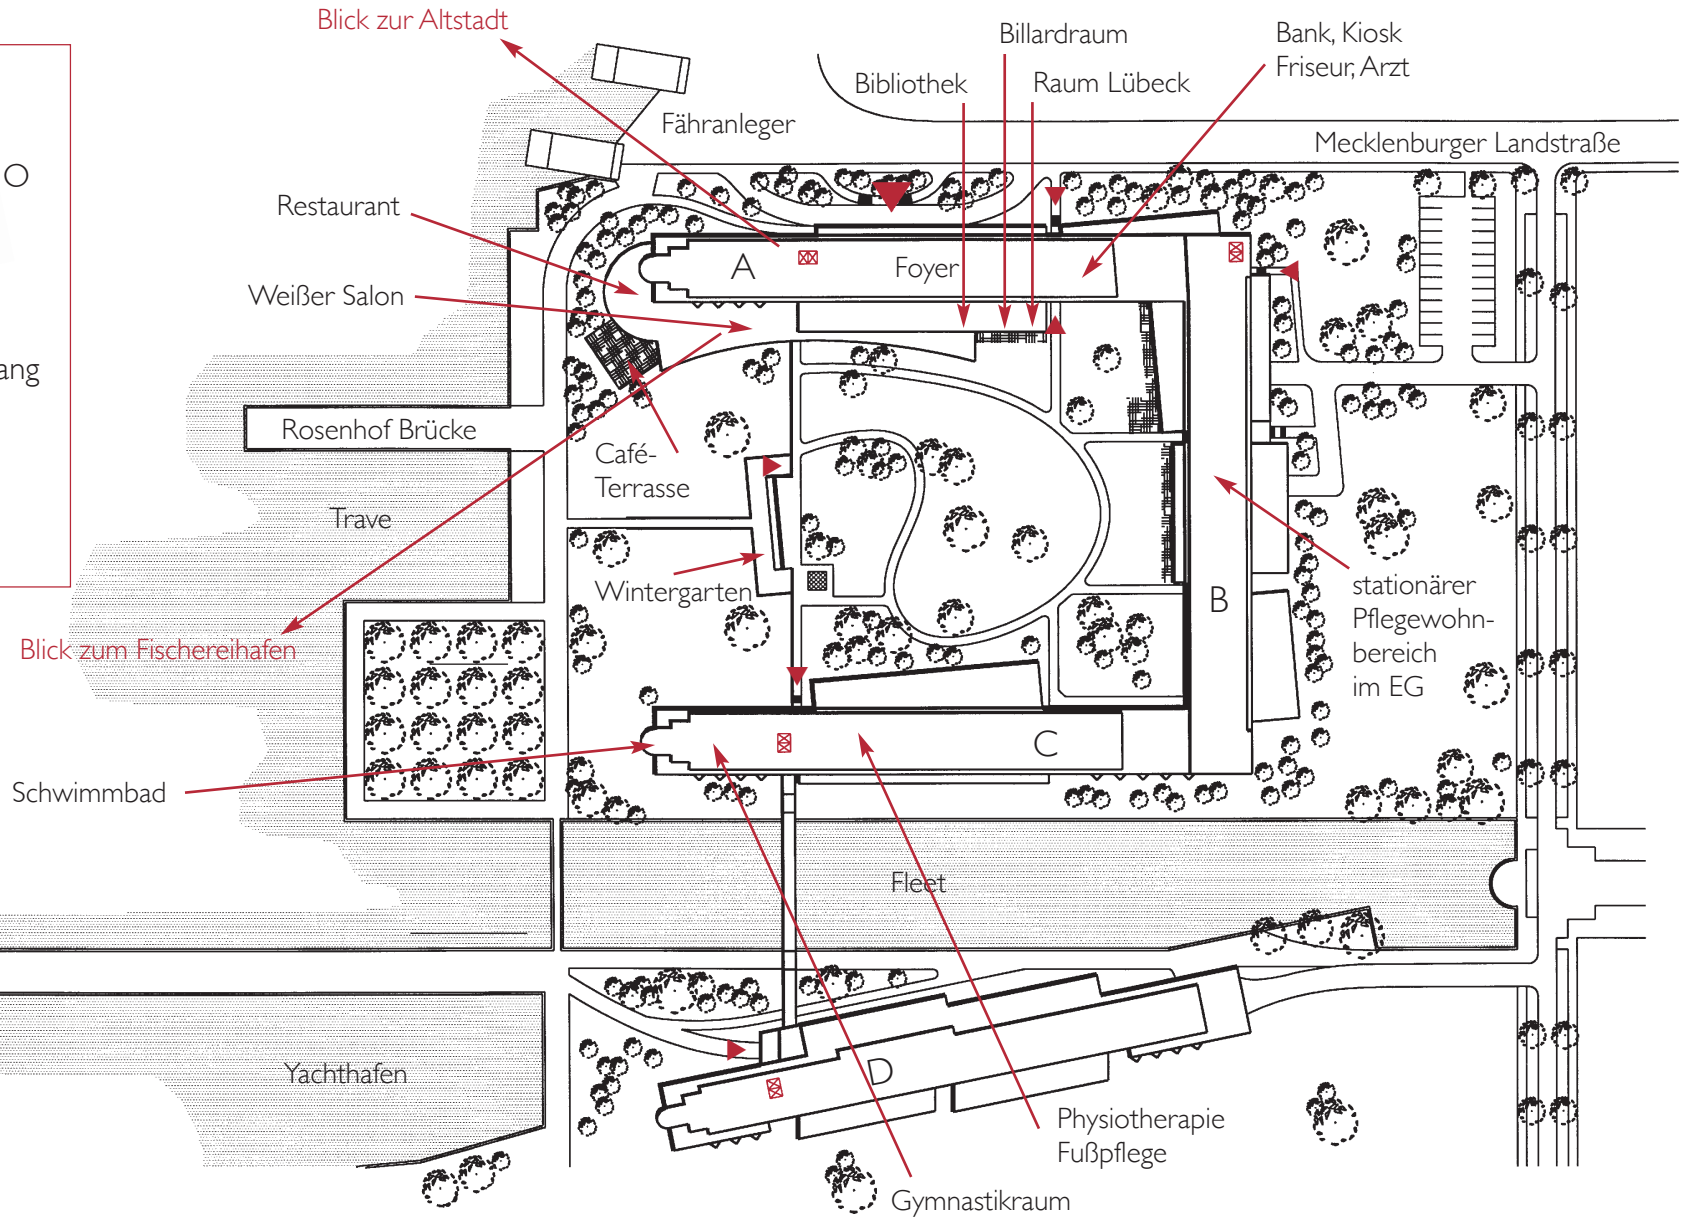 Blick zur Altstadt
Billardraum
Bank, Kiosk
Friseur, Arzt
Bibliothek
Raum Lübeck
Fähranleger
Mecklenburger Landstraße
O
Restaurant
A
Foyer
Weißer Salon
ang
Rosenhof Brücke
Café-
Terrasse
Trave
Wintergarten
B
stationärer
Pflegewohn-
bereich
im EG
Blick zum Fischereihafen
C
Schwimmbad
Fleet
Yachthafen
D
Physiotherapie
Fußpflege
Gymnastikraum